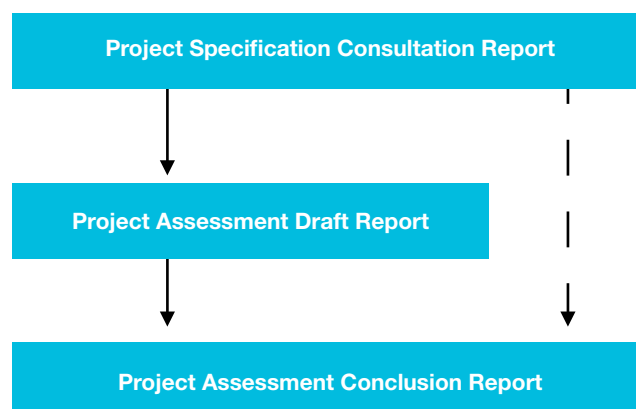 Project Specification Consultation Report
Project Assessment Draft Report
Project Assessment Conclusion Report